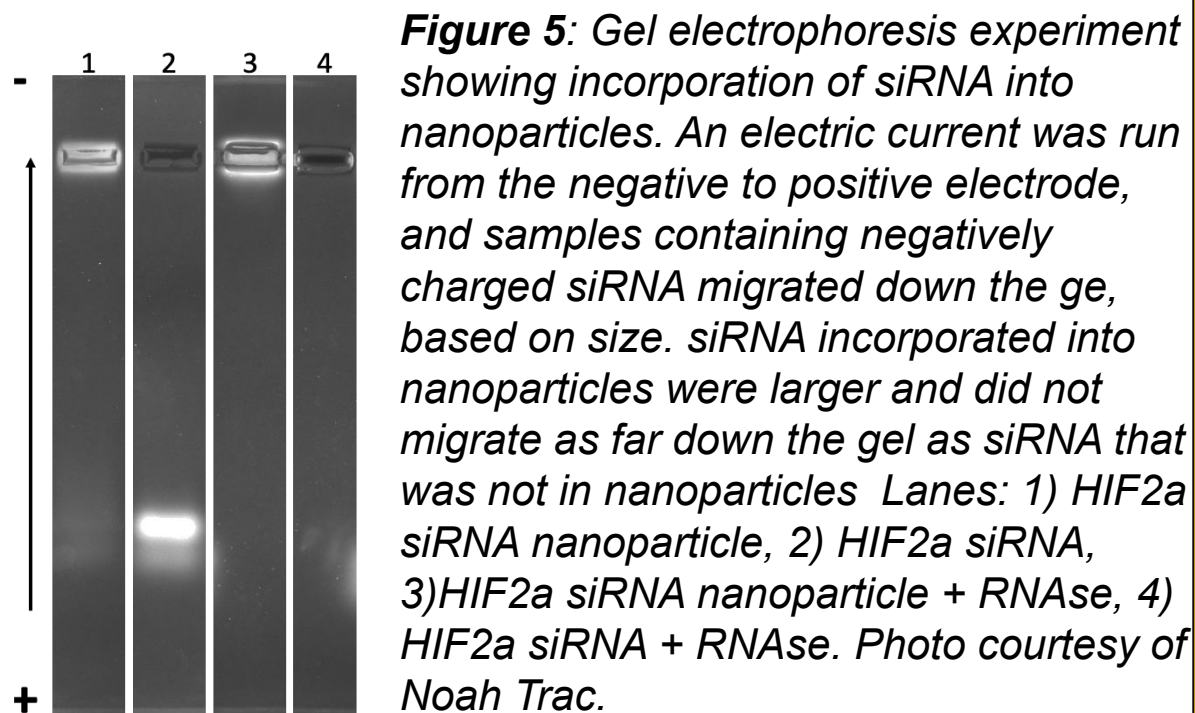 1 2 3 4
-
+
Figure 5: Gel electrophoresis experiment
showing incorporation of siRNA into
nanoparticles. An electric current was run
from the negative to positive electrode,
and samples containing negatively
charged siRNA migrated down the ge,
based on size. siRNA incorporated into
nanoparticles were larger and did not
migrate as far down the gel as siRNA that
was not in nanoparticles Lanes: 1) HIF2a
siRNA nanoparticle, 2) HIF2a siRNA,
3)HIF2a siRNA nanoparticle + RNAse, 4)
HIF2a siRNA + RNAse. Photo courtesy of
Noah Trac.